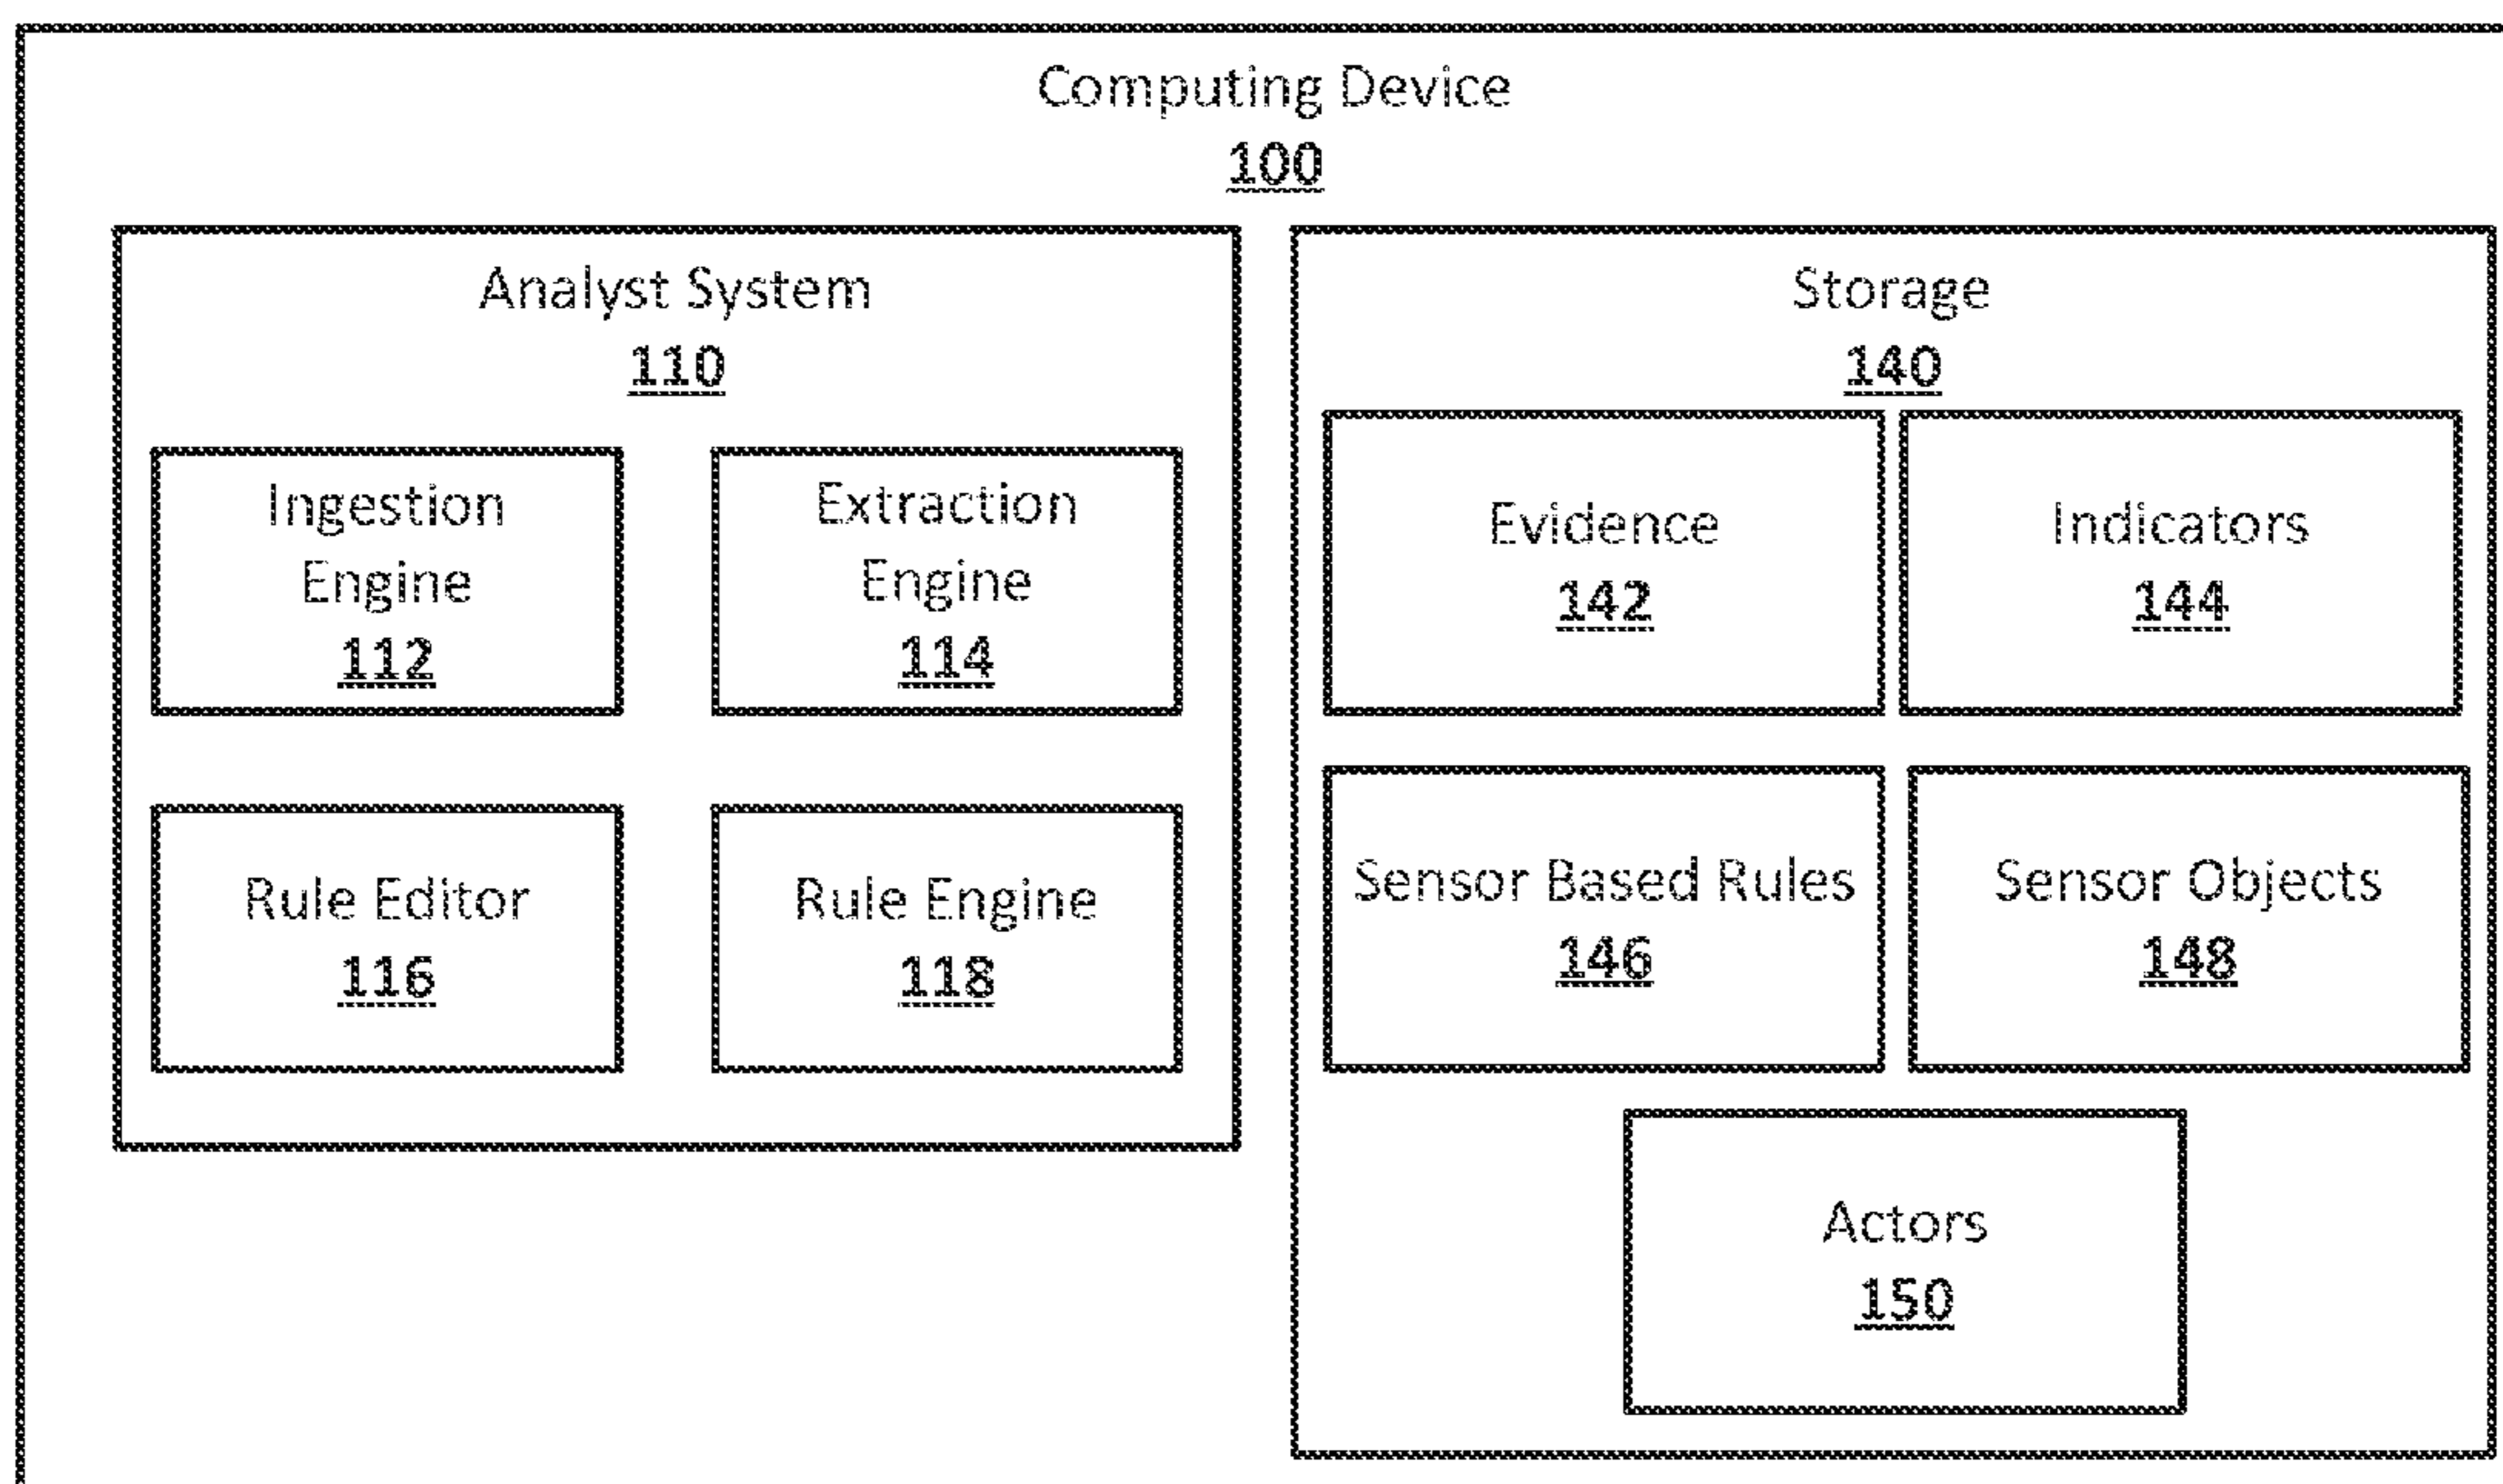 Computing Device
100
Analyst System
110
Ingestion
Engine
112
Extraction
Engine
114
Rule Editor
116
Rule Engine
118
Storage
140
Evidence
142
Indicators
144
Sensor Based Rules
146
Sensor Objects
148
Actors
150